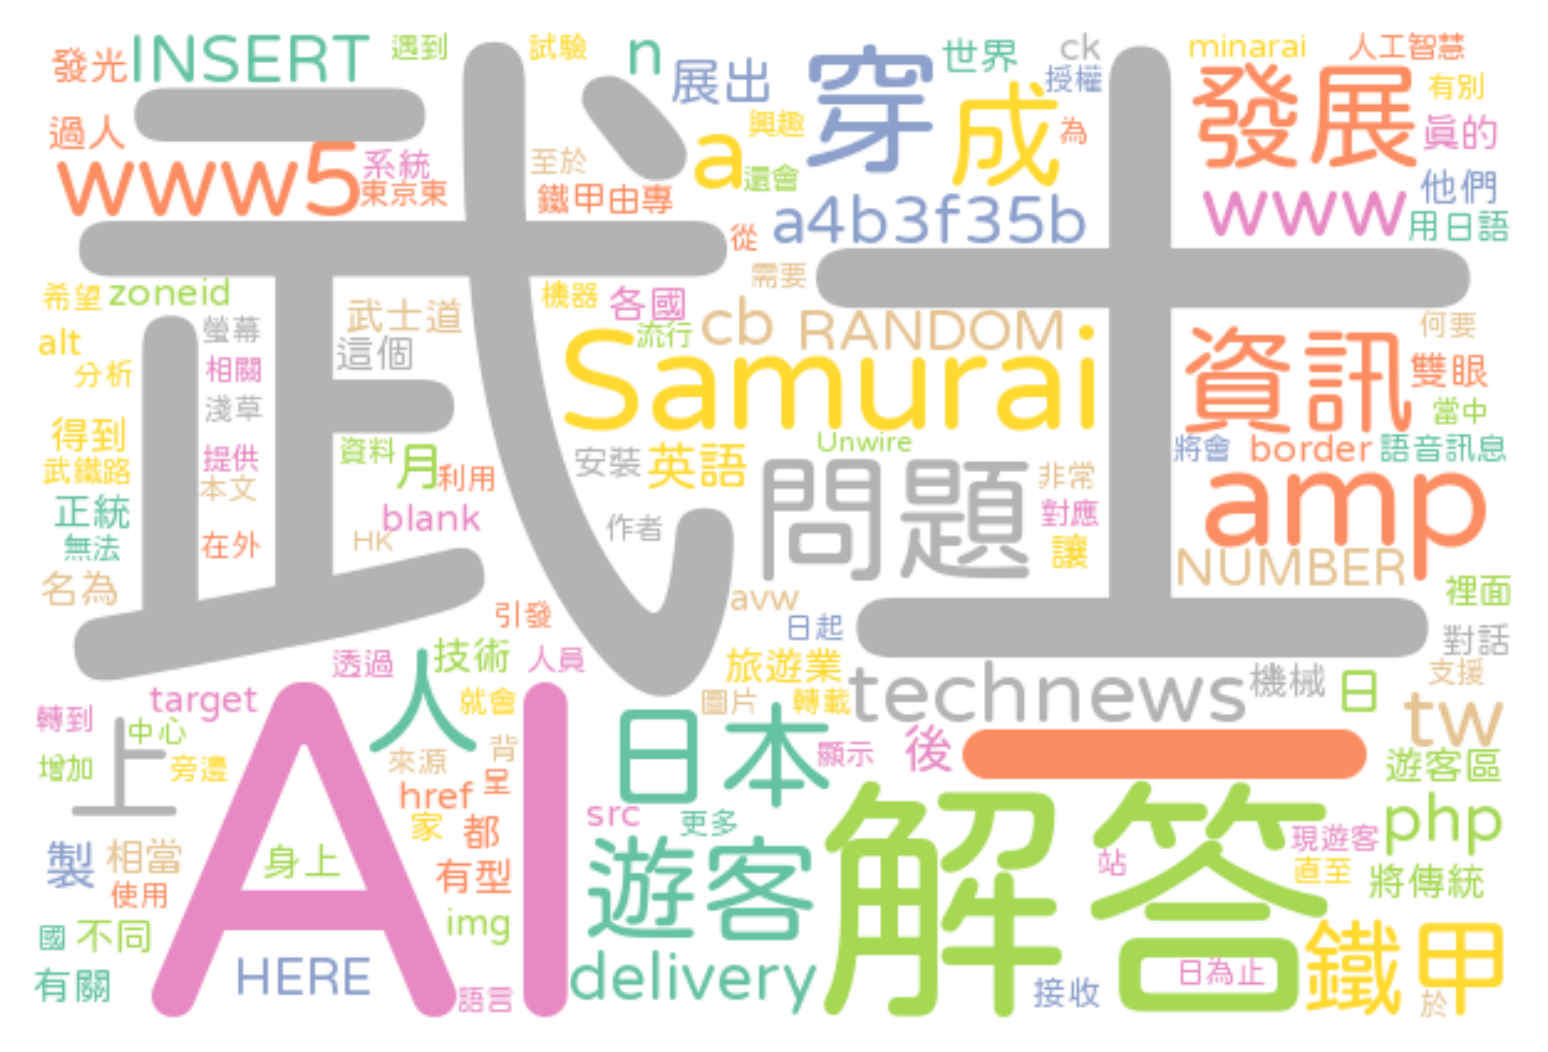 發光 INSERT 遇到 試驗 n 展出 穿 世界 ck minarai 人工智慧
過人 a 興趣 成 授權 為 發展 有別 眞的
www5 系統 東京東 至於 鐵甲由專 還會 www 他們
武士
從 a4b3f35b 用日語
希望 zoneid 螢幕 武士道 機器 各國 需要
alt 分析 相關 這個 流行 cb RANDOM 何要
Samurai 資訊 雙眼
淺草 當中
得到 提供 資料 月 利用 安裝 英語 Unwire 將會 border 語音訊息
武鐵路 本文 問題 非常 amp
正統 blank 作者 對應
無法 在外 HK 讓 NUMBER
名為 引發 avw 裡面
日起 對話
透過 人 技術 人員 旅遊業 technews 機械 日 支援
target 就會 圖片 轉載 tw
轉到 上 中心 AI 日本 顯示 後
增加 旁邊 來源 背 遊客區
href 呈 src 更多 php
家 都 解答 現遊客
製 相當 身上 有型 遊客 站 直至 將傳統
使用
國 不同 img 鐵甲
有關 HERE 語言 delivery 接收 日為止 於